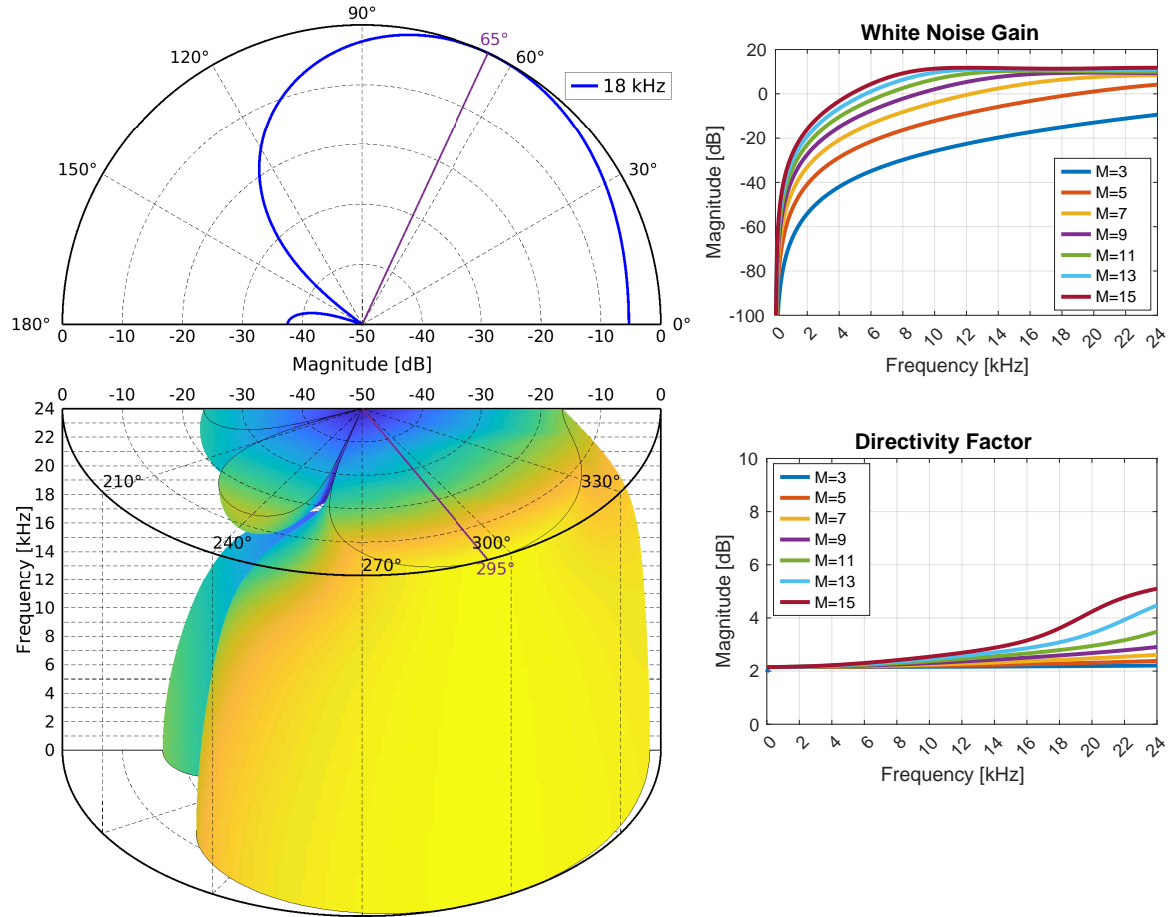 90°
65°
120°
60°
18 kHz
150°
30°
180°
0°
0 -10 -20 -30 -40 -50 -40 -30 -20 -10 0
Magnitude [dB]
0 -10 -20 -30 -40 -50 -40 -30 -20 -10 0
24
22
20
18
16
14
12
10
8
6
4
2
0
Frequency [kHz]
210°
330°
240°
300°
270°
295°
White Noise Gain
20
0
-20
-40
-60
-80
-100
Magnitude [dB]
M=3
M=5
M=7
M=9
M=11
M=13
M=15
0 2 4 6 8 10 12 14 16 18 20 22 24
Frequency [kHz]
Directivity Factor
10
8
6
4
2
0
Magnitude [dB]
M=3
M=5
M=7
M=9
M=11
M=13
M=15
0 2 4 6 8 10 12 14 16 18 20 22 24
Frequency [kHz]